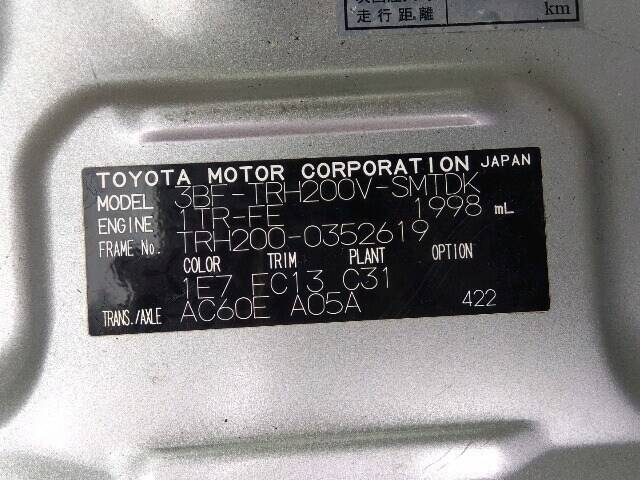 走行距離 km
TOYOTA MOTOR CORPORATION JAPAN
MODEL 3BF-TRH200V-SMTDK
ENGINE 1TR-FE 1998 mL
FRAME No. TRH200-0352619
COLOR TRIM PLANT OPTION
1E7 FC13 C31
TRANS./AXLE AC60E A05A 422